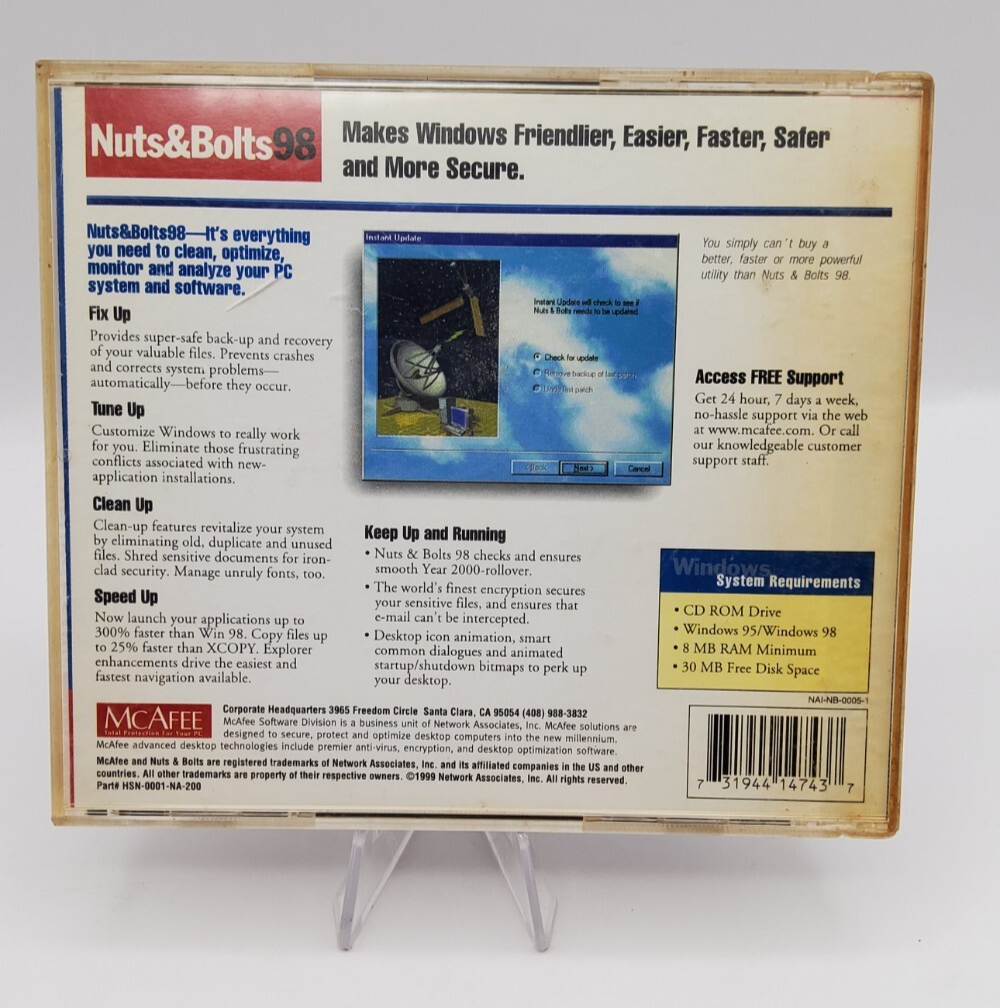 Nuts&Bolts98
Makes Windows Friendlier, Easier, Faster, Safer
and More Secure.
Nuts&Bolts98—It's everything
you need to clean, optimize,
monitor and analyze your PC
system and software.
Fix Up
Provides super-safe back-up and recovery
of your valuable files. Prevents crashes
and corrects system problems—
automatically—before they occur.
Tune Up
Customize Windows to really work
for you. Eliminate those frustrating
conflicts associated with new-
application installations.
Clean Up
Clean-up features revitalize your system
by eliminating old, duplicate and unused
files. Shred sensitive documents for iron-
clad security. Manage unruly fonts, too.
Speed Up
Now launch your applications up to
300% faster than Win 98. Copy files up
to 25% faster than XCOPY. Explorer
enhancements drive the easiest and
fastest navigation available.
Instant Update
Instant Update will check to see if
Nuts & Bolts needs to be updated.
Check for update
Remove backup of last patch
Undo last patch
<Back
Next>
Cancel
Keep Up and Running
• Nuts & Bolts 98 checks and ensures
smooth Year 2000-rollover.
• The world's finest encryption secures
your sensitive files, and ensures that
e-mail can't be intercepted.
• Desktop icon animation, smart
common dialogues and animated
startup/shutdown bitmaps to perk up
your desktop.
You simply can't buy a
better, faster or more powerful
utility than Nuts & Bolts 98.
Access FREE Support
Get 24 hour, 7 days a week,
no-hassle support via the web
at www.mcafee.com. Or call
our knowledgeable customer
support staff.
Windows
System Requirements
• CD ROM Drive
• Windows 95/Windows 98
• 8 MB RAM Minimum
• 30 MB Free Disk Space
NAI-NB-0005-1
7 31944 14743 7
McAFEE
Total Protection For Your PC
Corporate Headquarters 3965 Freedom Circle Santa Clara, CA 95054 (408) 988-3832
McAfee Software Division is a business unit of Network Associates, Inc. McAfee solutions are
designed to secure, protect and optimize desktop computers into the new millennium.
McAfee advanced desktop technologies include premier anti-virus, encryption, and desktop optimization software.
McAfee and Nuts & Bolts are registered trademarks of Network Associates, Inc. and its affiliated companies in the US and other
countries. All other trademarks are property of their respective owners. ©1999 Network Associates, Inc. All rights reserved.
Part# HSN-0001-NA-200